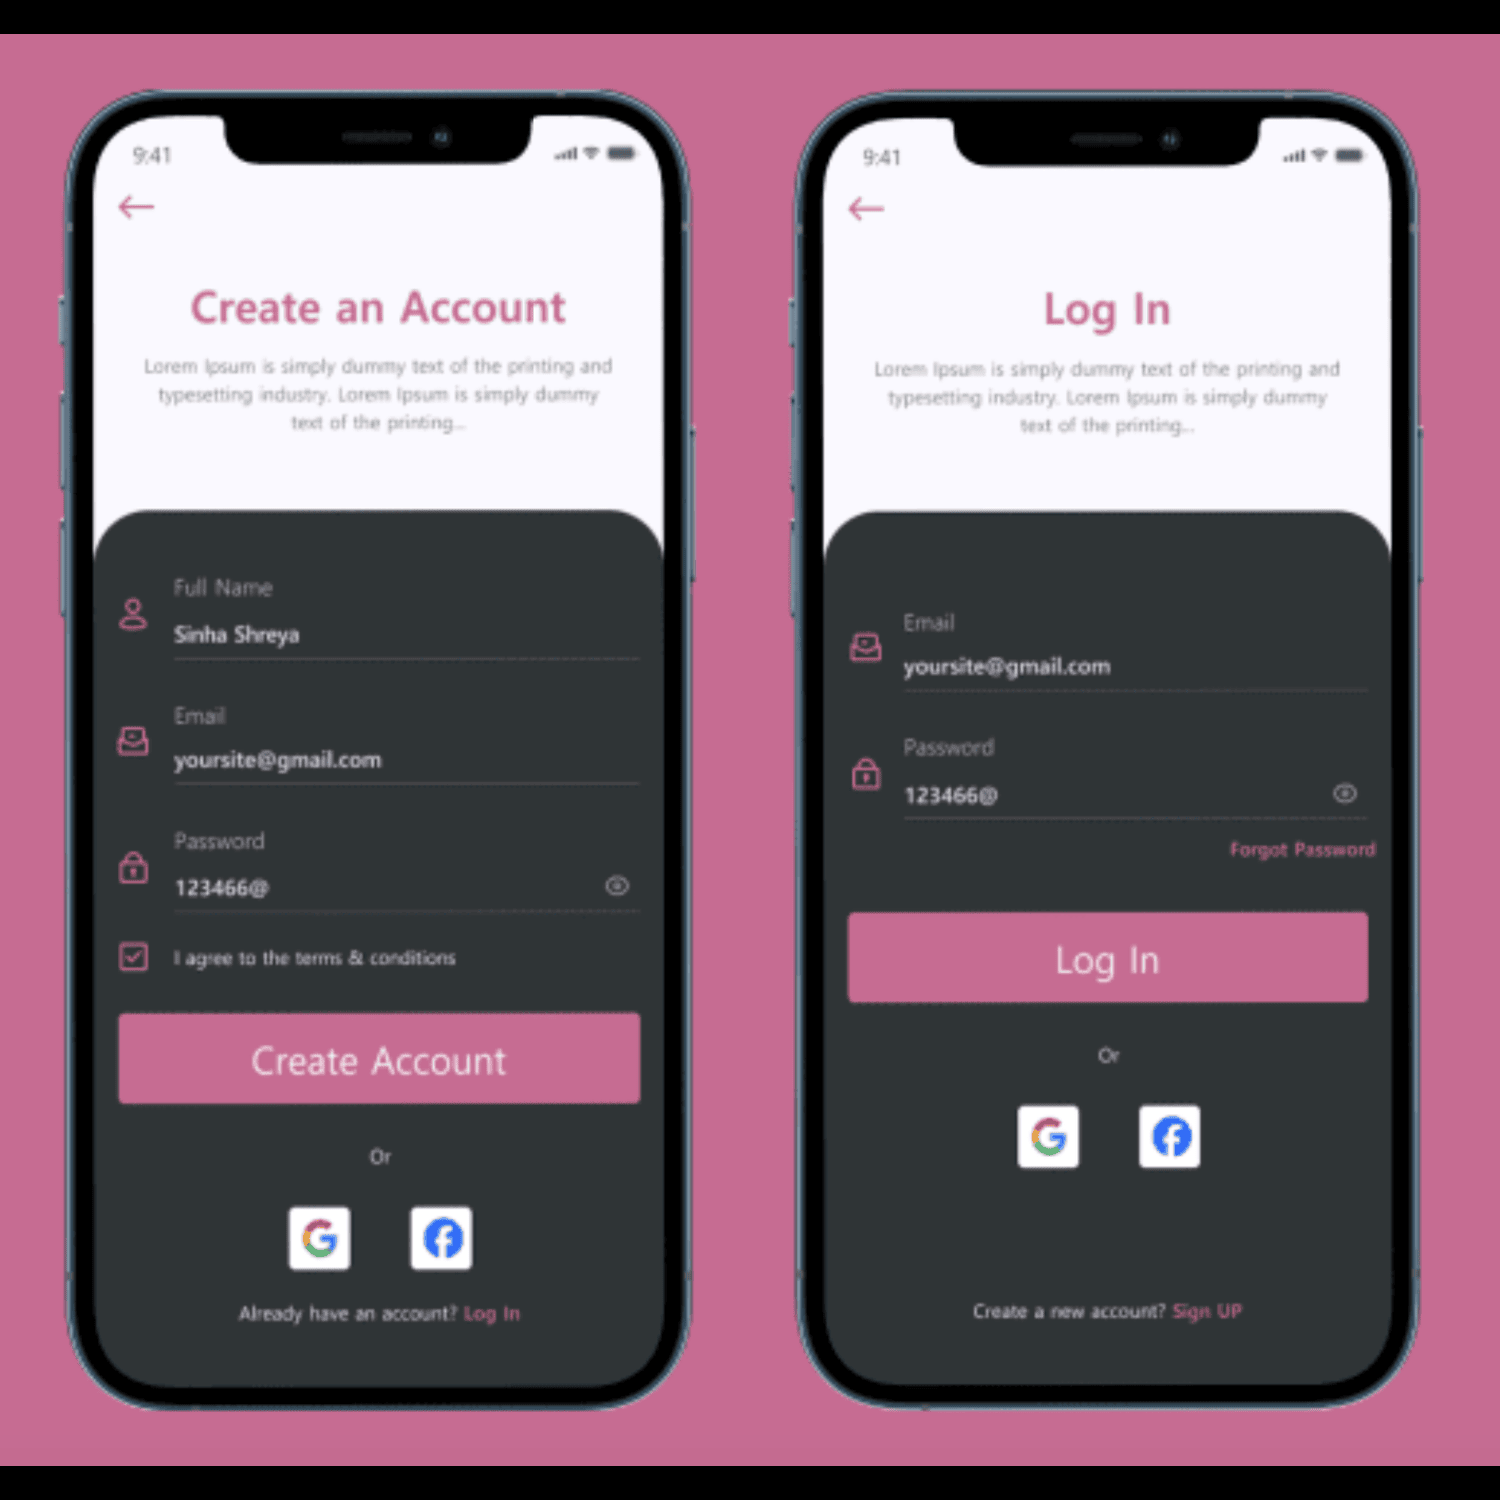 9:41
Create an Account
Lorem Ipsum is simply dummy text of the printing and
typesetting industry. Lorem Ipsum is simply dummy
text of the printing...
Full Name
Sinha Shreya
Email
yoursite@gmail.com
Password
123466@
I agree to the terms & conditions
Create Account
Or
Already have an account? Log In
9:41
Log In
Lorem Ipsum is simply dummy text of the printing and
typesetting industry. Lorem Ipsum is simply dummy
text of the printing...
Email
yoursite@gmail.com
Password
123466@
Forgot Password
Log In
Or
Create a new account? Sign UP